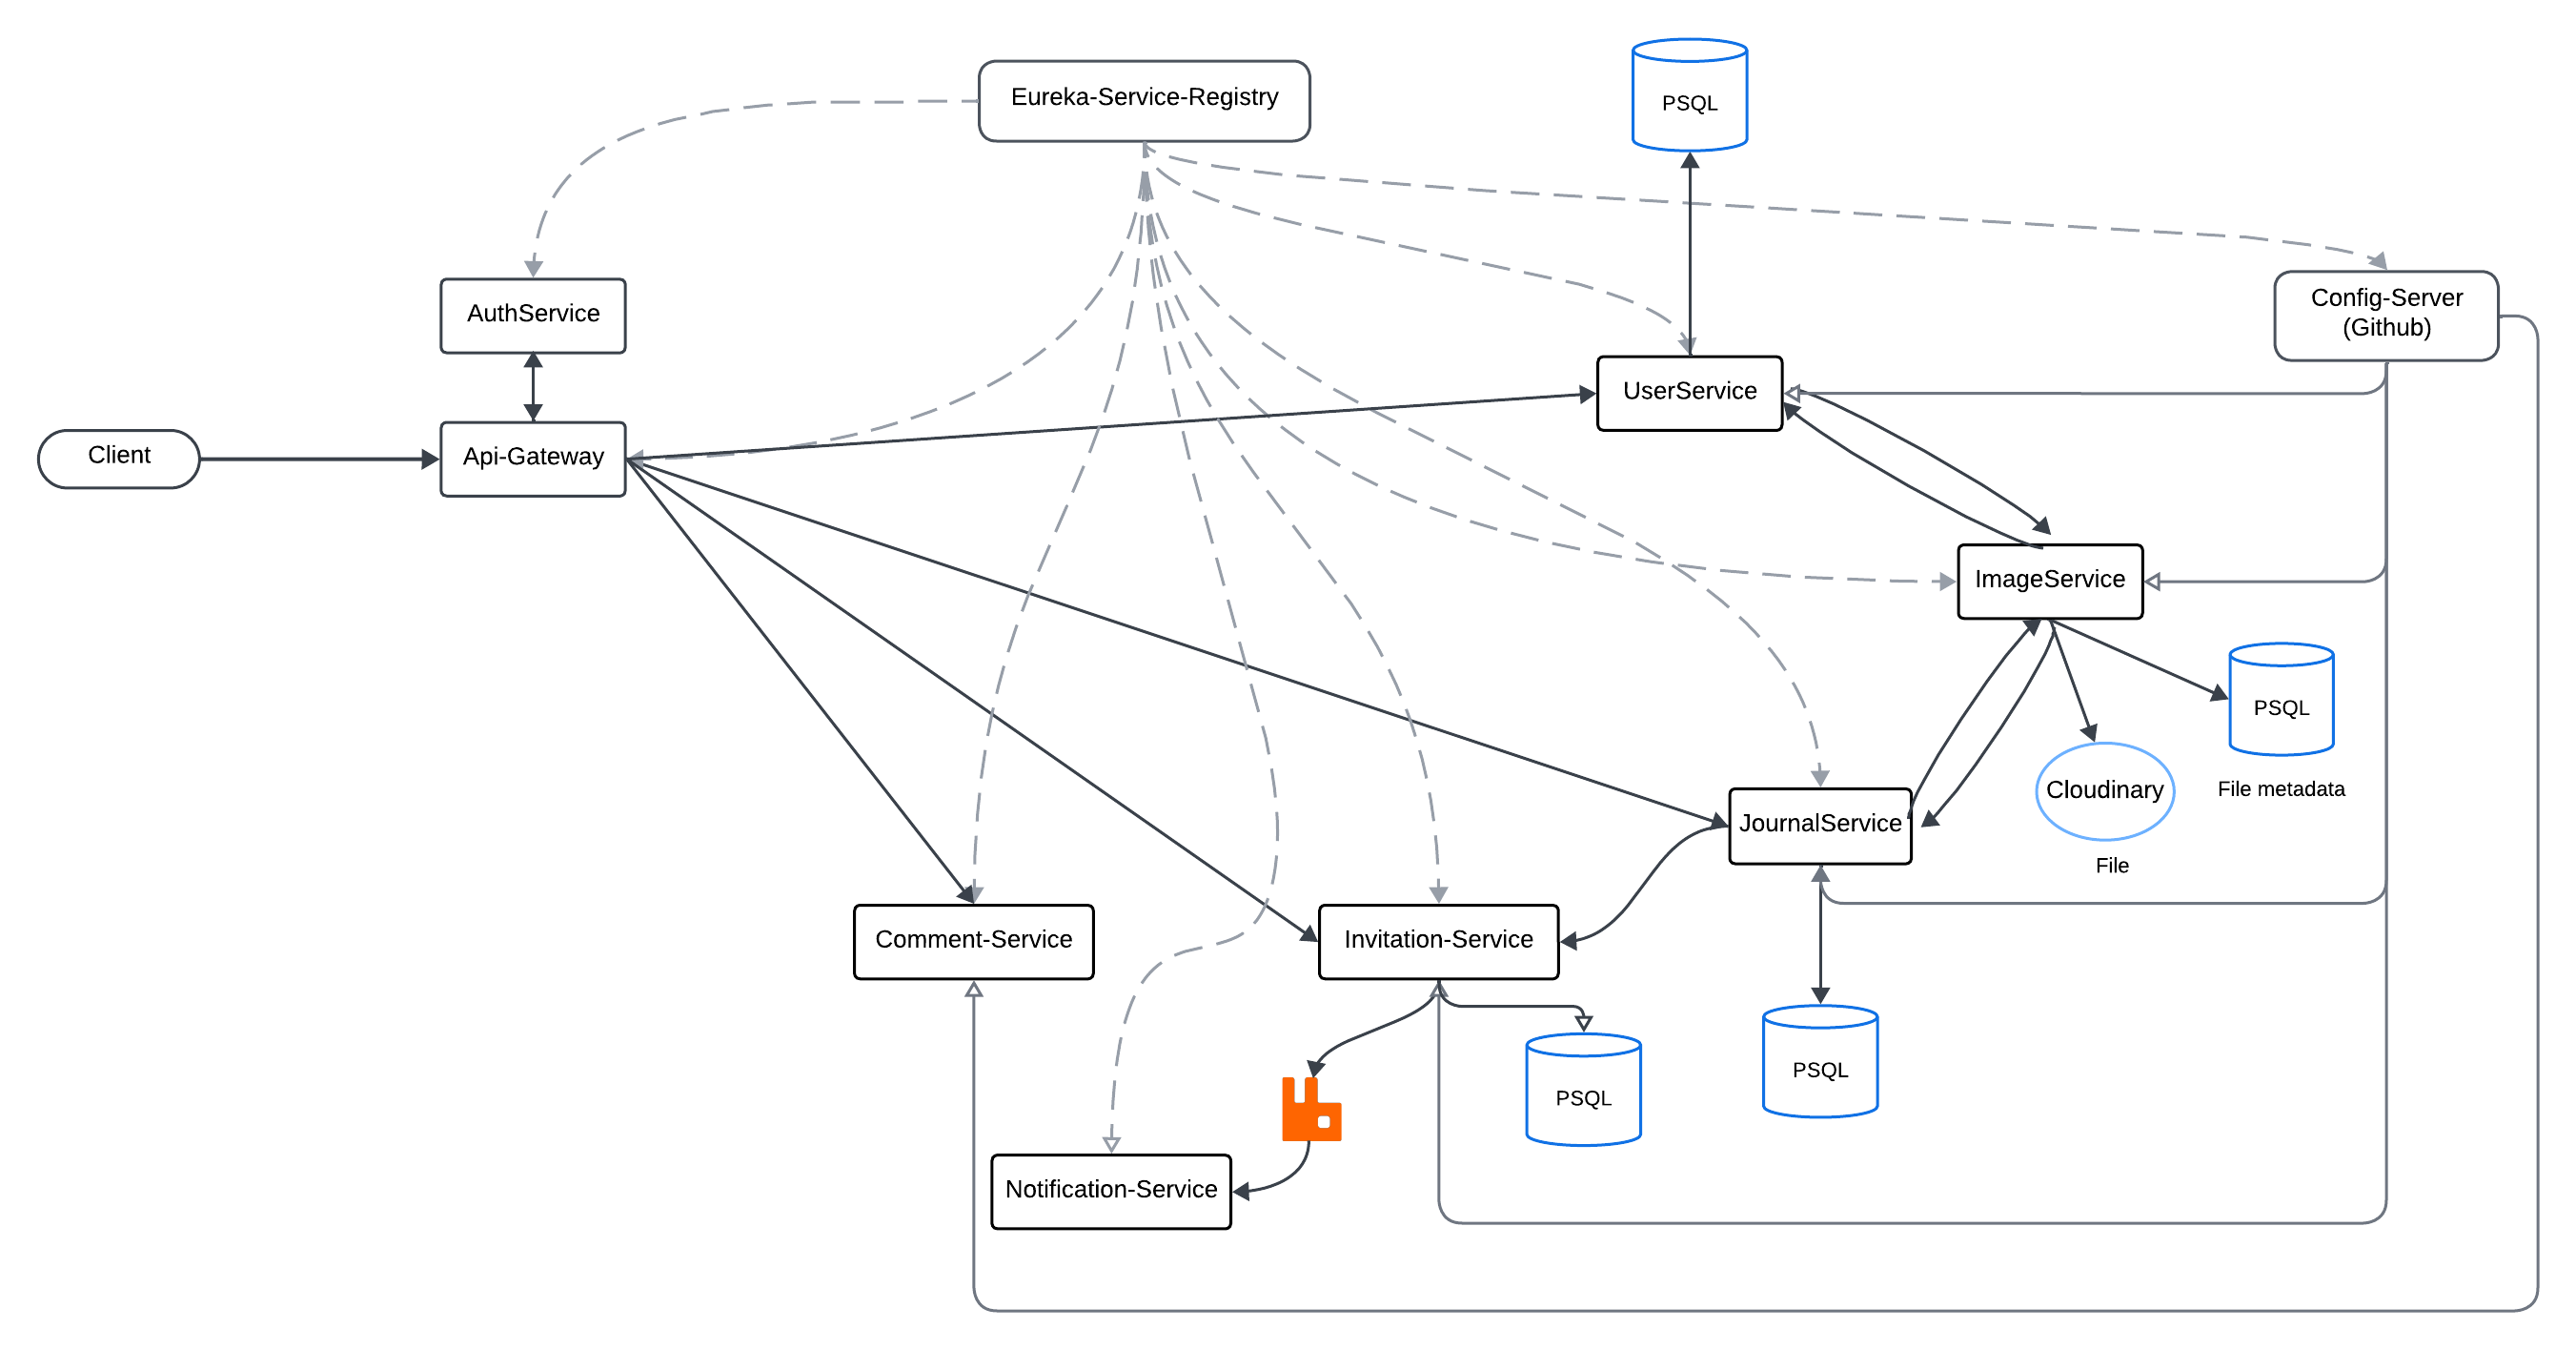 Eureka-Service-Registry
PSQL
AuthService
Config-Server
(Github)
UserService
Client
Api-Gateway
ImageService
PSQL
Cloudinary
File metadata
JournalService
File
Comment-Service
Invitation-Service
PSQL
PSQL
Notification-Service